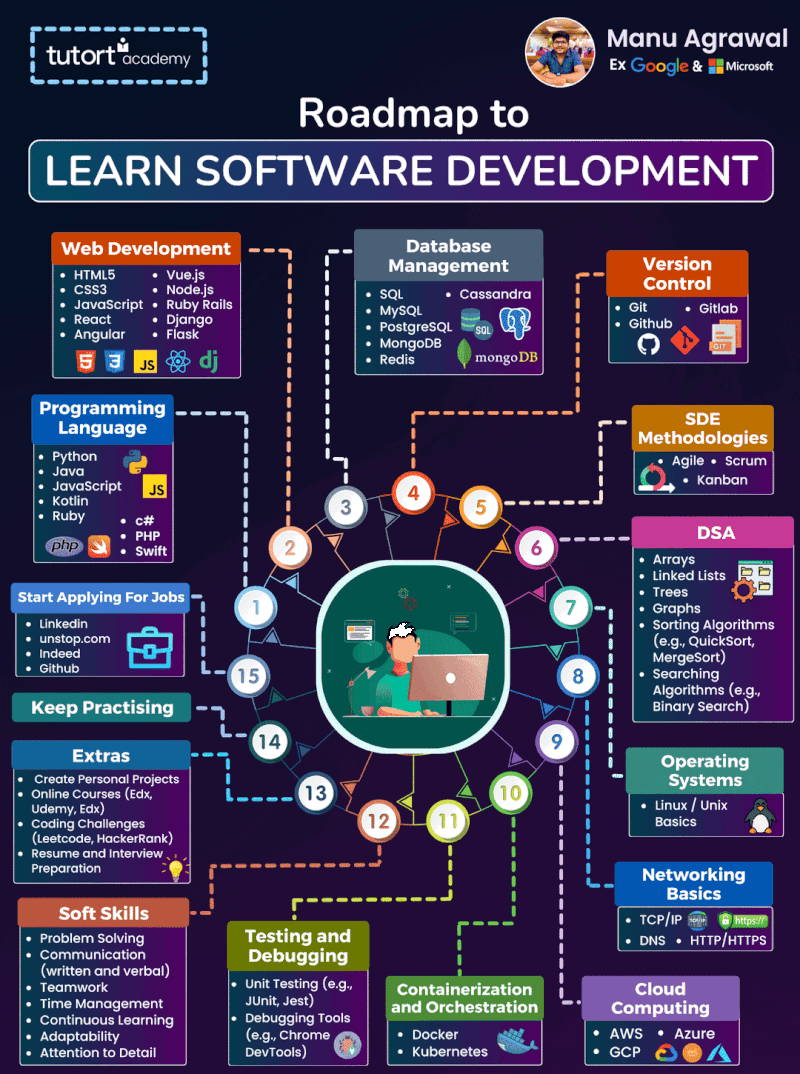 tutort academy
Manu Agrawal
Ex Google & Microsoft
Roadmap to
LEARN SOFTWARE DEVELOPMENT
Web Development
• HTML5
• CSS3
• JavaScript
• React
• Angular
• Vue.js
• Node.js
• Ruby Rails
• Django
• Flask
5
3
JS
dj
Database
Management
• SQL
• MySQL
• PostgreSQL
• MongoDB
• Redis
• Cassandra
SQL
mongoDB
Version
Control
• Git
• Github
• Gitlab
GIT
Programming
Language
• Python
• Java
• JavaScript
• Kotlin
• Ruby
• c#
• PHP
• Swift
JS
php
SDE
Methodologies
• Agile • Scrum
• Kanban
DSA
• Arrays
• Linked Lists
• Trees
• Graphs
• Sorting Algorithms
(e.g., QuickSort,
MergeSort)
• Searching
Algorithms (e.g.,
Binary Search)
1
2
3
4
5
6
7
8
9
10
11
12
13
14
15
Start Applying For Jobs
• Linkedin
• unstop.com
• Indeed
• Github
Keep Practising
Extras
• Create Personal Projects
• Online Courses (Edx,
Udemy, Edx)
• Coding Challenges
(Leetcode, HackerRank)
• Resume and Interview
Preparation
Operating
Systems
• Linux / Unix
Basics
Networking
Basics
• TCP/IP
TCP/IP
https://
• DNS • HTTP/HTTPS
Soft Skills
• Problem Solving
• Communication
(written and verbal)
• Teamwork
• Time Management
• Continuous Learning
• Adaptability
• Attention to Detail
Testing and
Debugging
• Unit Testing (e.g.,
JUnit, Jest)
• Debugging Tools
(e.g., Chrome
DevTools)
Containerization
and Orchestration
• Docker
• Kubernetes
Cloud
Computing
• AWS • Azure
• GCP